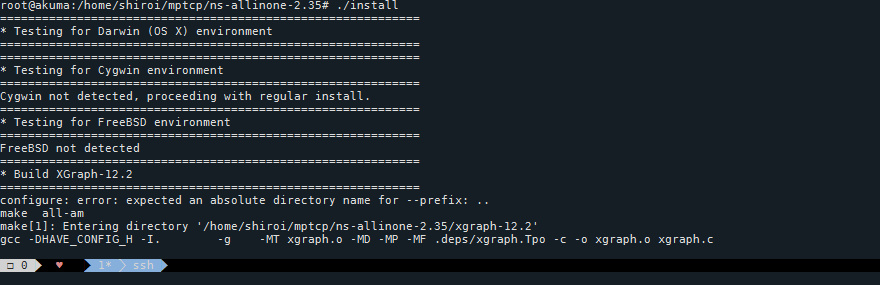 root@akuma:/home/shiroi/mptcp/ns-allinone-2.35# ./install
============================================================
* Testing for Darwin (OS X) environment
============================================================
============================================================
* Testing for Cygwin environment
============================================================
Cygwin not detected, proceeding with regular install.
============================================================
* Testing for FreeBSD environment
============================================================
FreeBSD not detected
============================================================
* Build XGraph-12.2
============================================================
configure: error: expected an absolute directory name for --prefix: ..
make  all-am
make[1]: Entering directory '/home/shiroi/mptcp/ns-allinone-2.35/xgraph-12.2'
gcc -DHAVE_CONFIG_H -I.        -g    -MT xgraph.o -MD -MP -MF .deps/xgraph.Tpo -c -o xgraph.o xgraph.c
❐ 0 ♥ 1* ssh